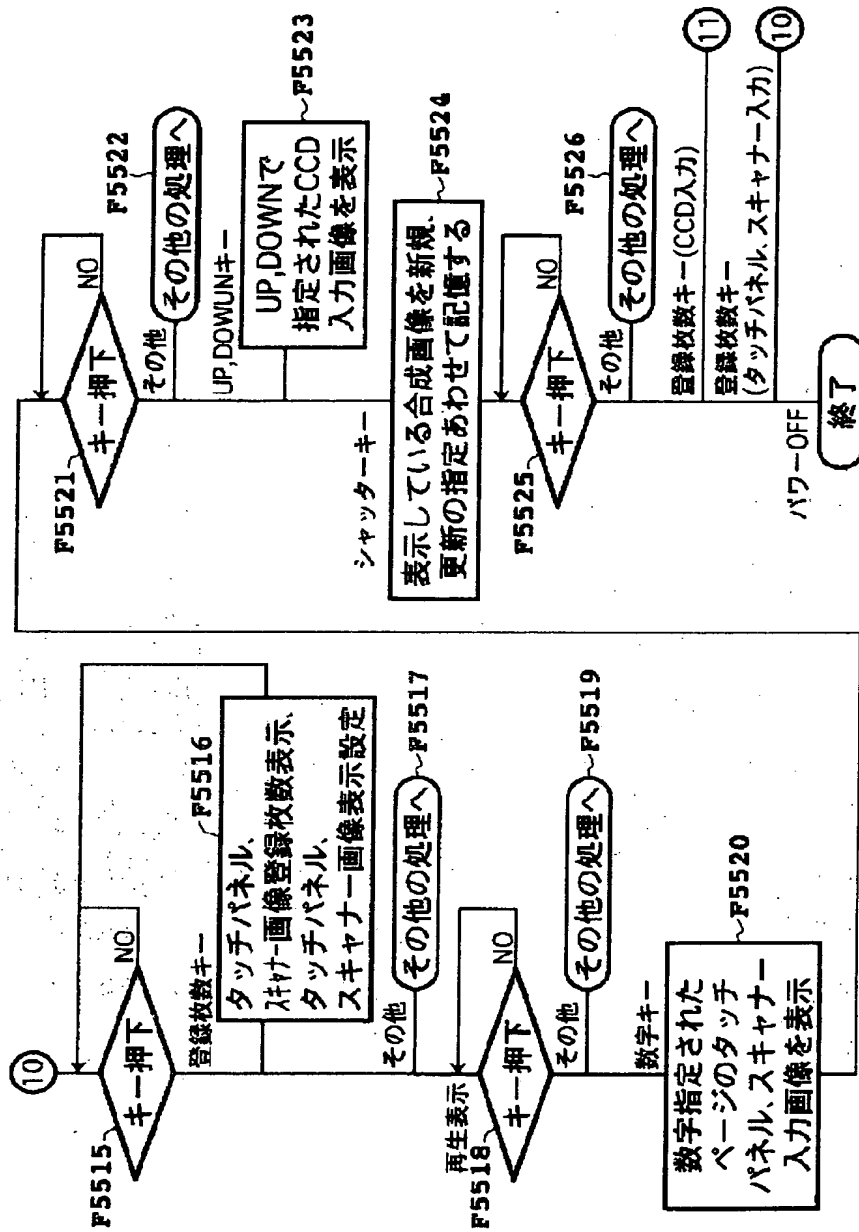 ⑩
キー押下
F5515
NO
登録枚数キー
タッチパネル、
スキャナー画像登録枚数表示、
タッチパネル、
スキャナー画像表示設定
F5516
その他
その他の処理へ
F5517
再生表示
キー押下
F5518
NO
その他
その他の処理へ
F5519
数字キー
数字指定された
ページのタッチ
パネル、スキャナー
入力画像を表示
F5520
キー押下
F5521
NO
その他
その他の処理へ
F5522
UP,DOWUNキー
UP,DOWNで
指定されたCCD
入力画像を表示
F5523
シャッターキー
表示している合成画像を新規、
更新の指定あわせて記憶する
F5524
キー押下
F5525
NO
その他
その他の処理へ
F5526
登録枚数キー(CCD入力)
⑪
登録枚数キー
(タッチパネル、スキャナー入力)
⑩
パワーOFF
終了